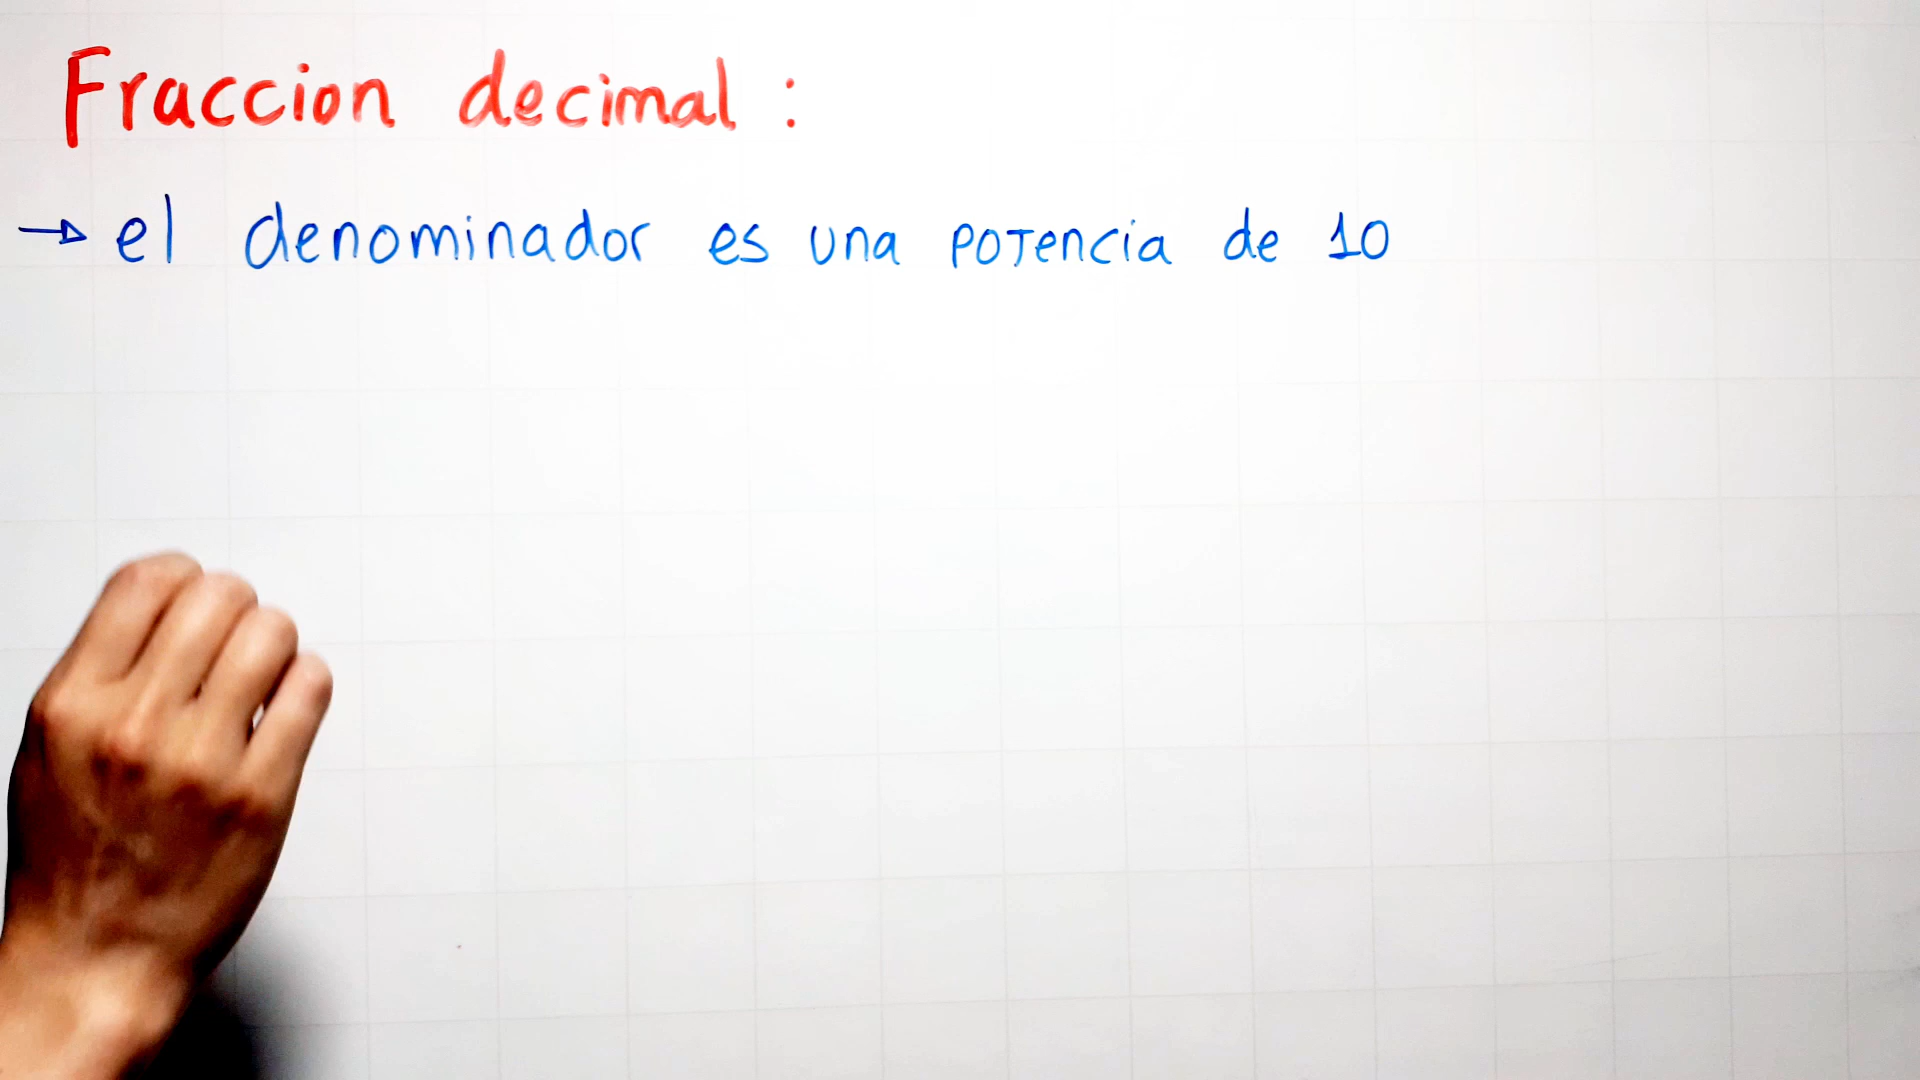 Fraccion decimal :
→ el denominador es una potencia de 10